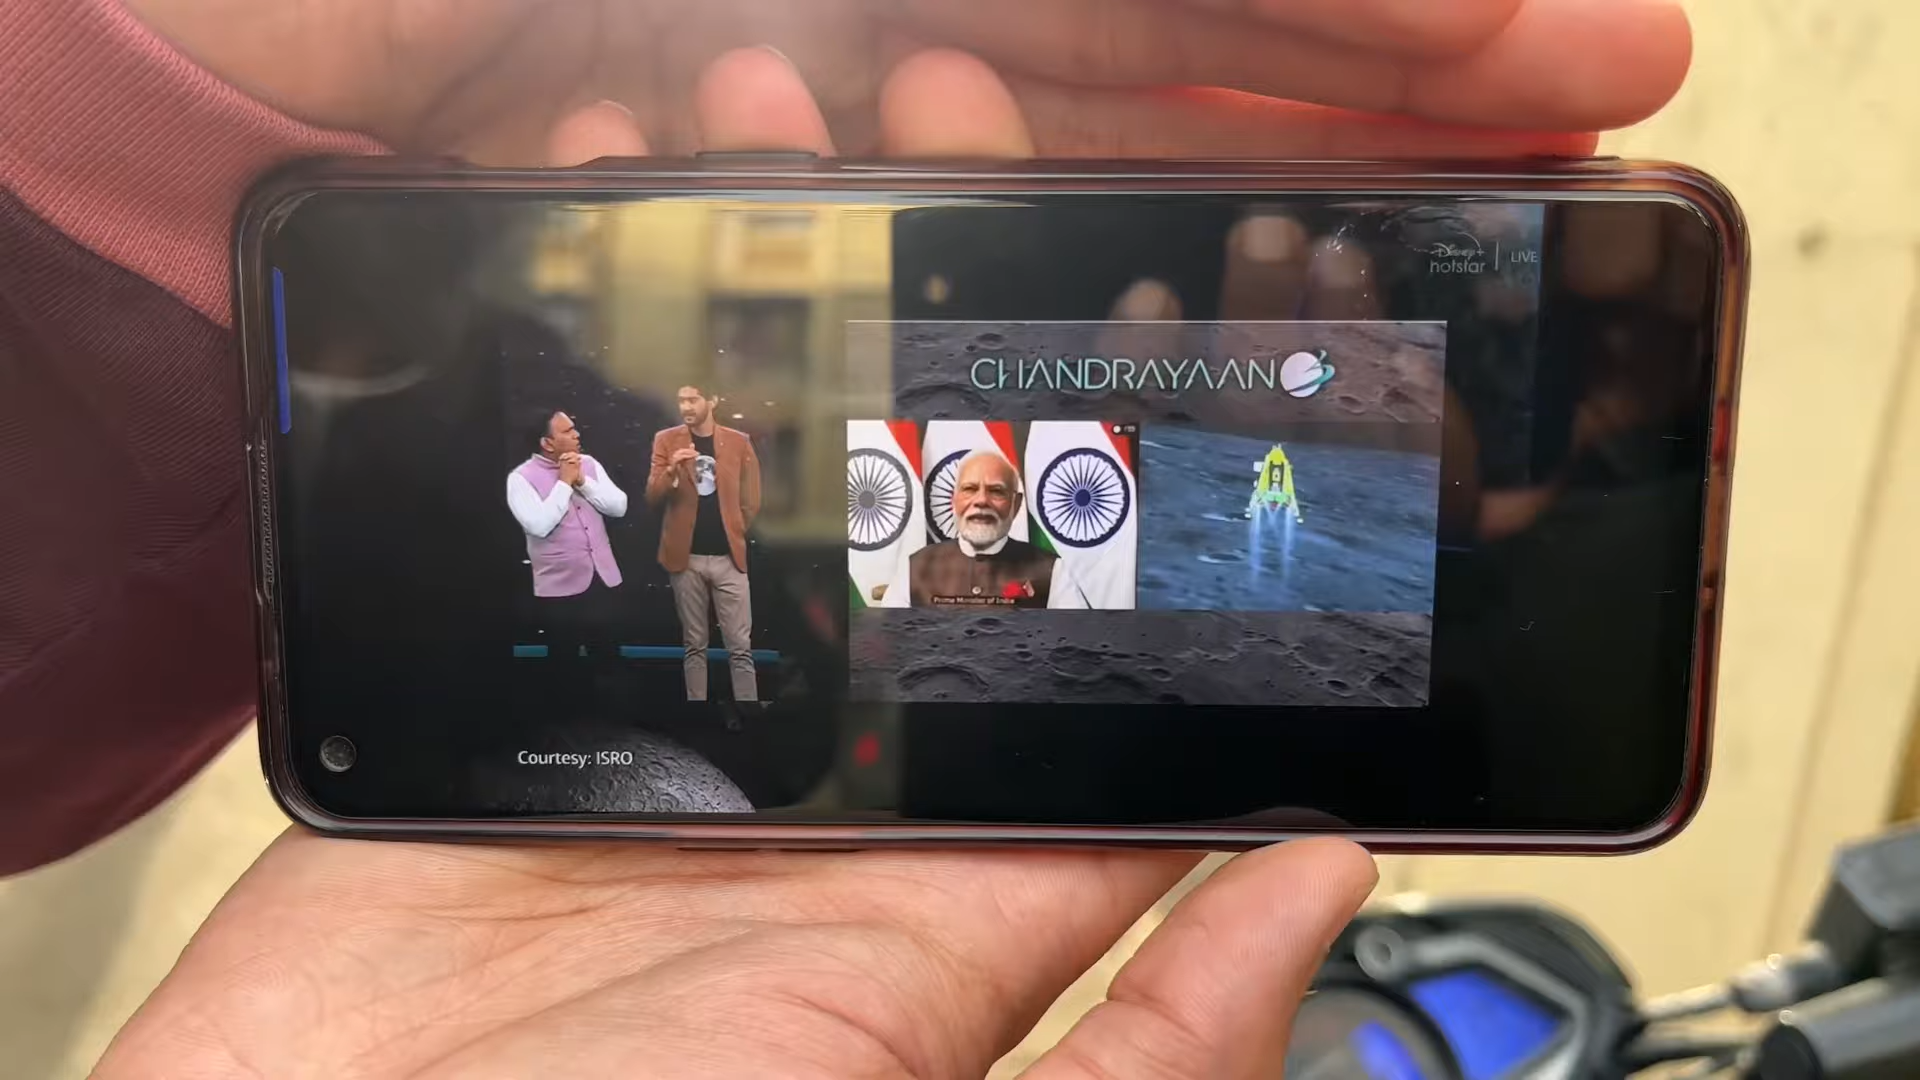 Disney+
hotstar | LIVE
CHANDRAYAAN
Prime Minister of India
Courtesy: ISRO